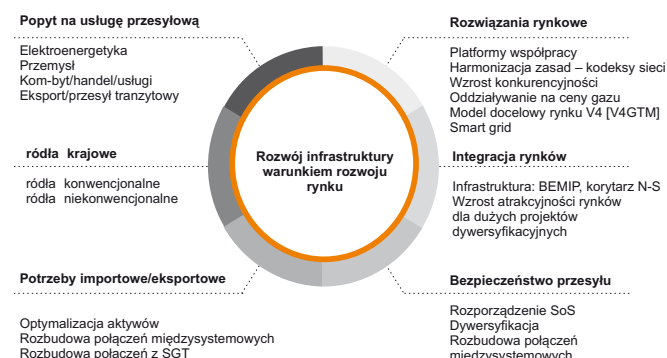 Popyt na usługę przesyłową
Elektroenergetyka
Przemysł
Kom-byt/handel/usługi
Eksport/przesył tranzytowy
ródła krajowe
ródła konwencjonalne
ródła niekonwencjonalne
Potrzeby importowe/eksportowe
Optymalizacja aktywów
Rozbudowa połączeń międzysystemowych
Rozbudowa połączeń z SGT
Rozwój infrastruktury
warunkiem rozwoju
rynku
Rozwiązania rynkowe
Platformy współpracy
Harmonizacja zasad – kodeksy sieci
Wzrost konkurencyjności
Oddziaływanie na ceny gazu
Model docelowy rynku V4 [V4GTM]
Smart grid
Integracja rynków
Infrastruktura: BEMIP, korytarz N-S
Wzrost atrakcyjności rynków
dla dużych projektów
dywersyfikacyjnych
Bezpieczeństwo przesyłu
Rozporządzenie SoS
Dywersyfikacja
Rozbudowa połączeń
międzysystemowych